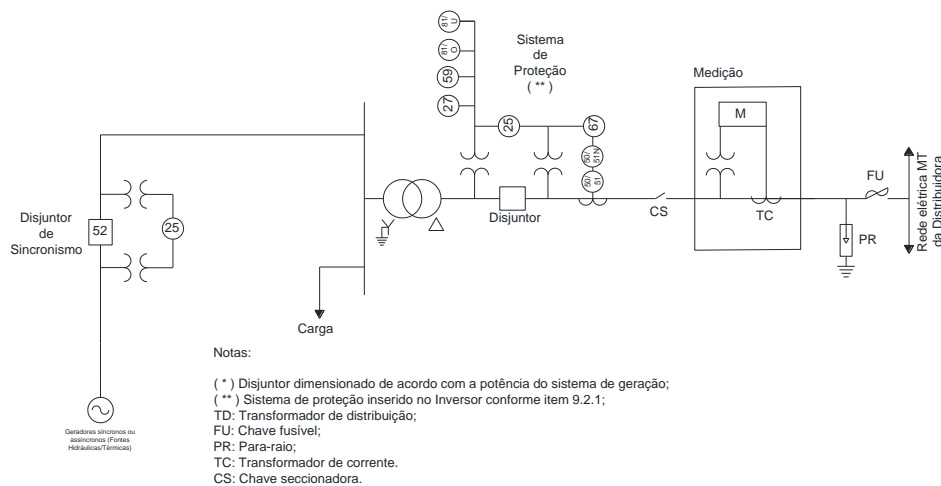 81/
U
81/
O
59
27
Sistema
de
Proteção
( ** )
25
67
50/
51N
50/
51
Medição
M
FU
Rede elétrica MT
da Distribuidora
Disjuntor
CS
TC
PR
Disjuntor
de
Sincronismo
52
25
Carga
Geradores síncronos ou
assíncronos (Fontes
Hidráulicas/Térmicas)
Notas:
( * ) Disjuntor dimensionado de acordo com a potência do sistema de geração;
( ** ) Sistema de proteção inserido no Inversor conforme item 9.2.1;
TD: Transformador de distribuição;
FU: Chave fusível;
PR: Para-raio;
TC: Transformador de corrente.
CS: Chave seccionadora.